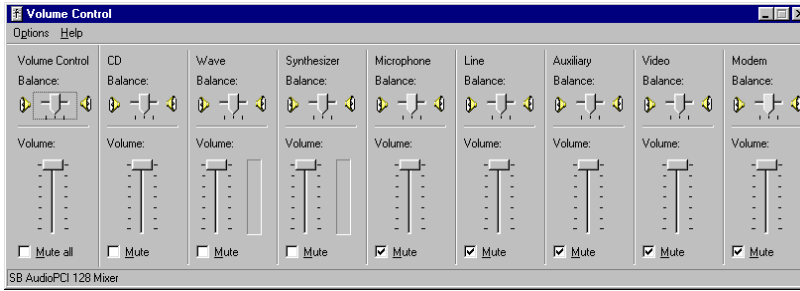 Volume Control
Options Help
Volume Control CD Wave Synthesizer Microphone Line Auxiliary Video Modem
Balance: Balance: Balance: Balance: Balance: Balance: Balance: Balance: Balance:
Volume: Volume: Volume: Volume: Volume: Volume: Volume: Volume: Volume:
Mute all Mute Mute Mute Mute Mute Mute Mute Mute
SB AudioPCI 128 Mixer